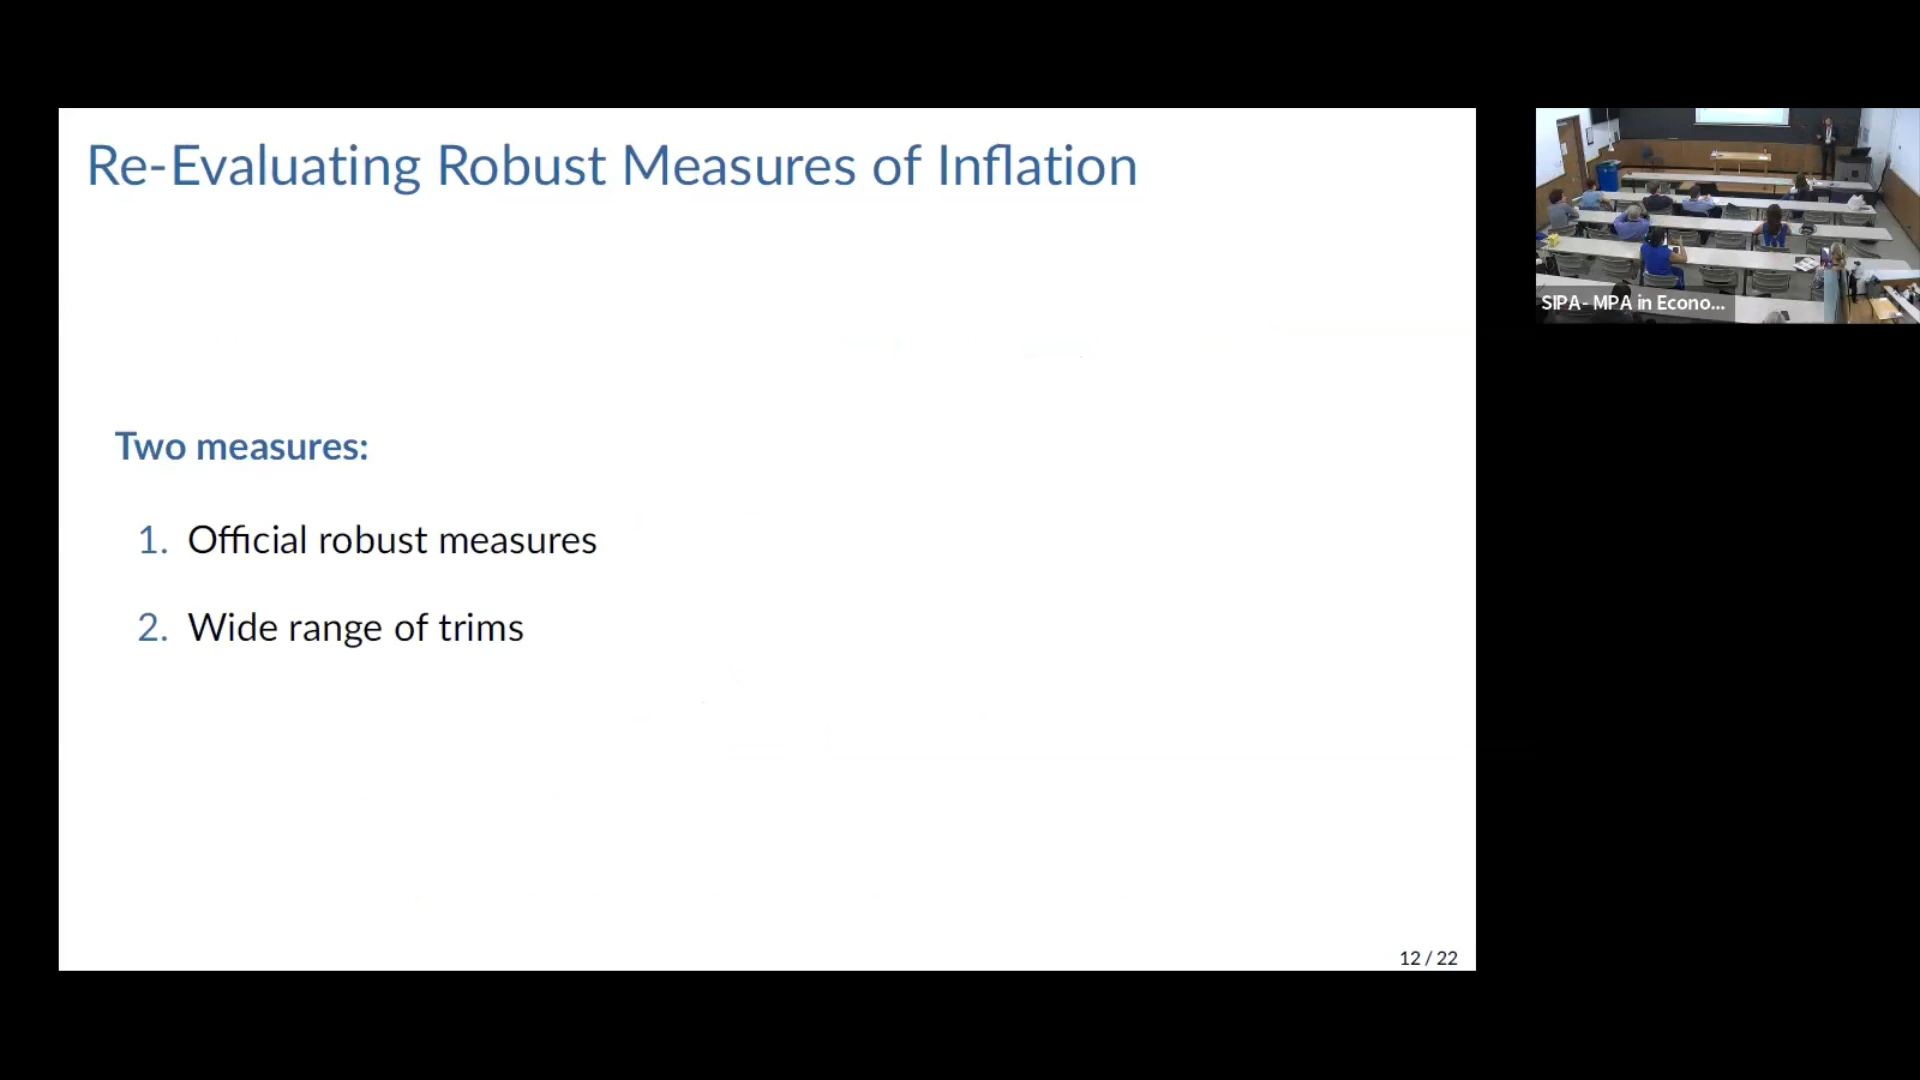 Re-Evaluating Robust Measures of Inflation
Two measures:
1. Official robust measures
2. Wide range of trims
12 / 22
SIPA- MPA in Econo...